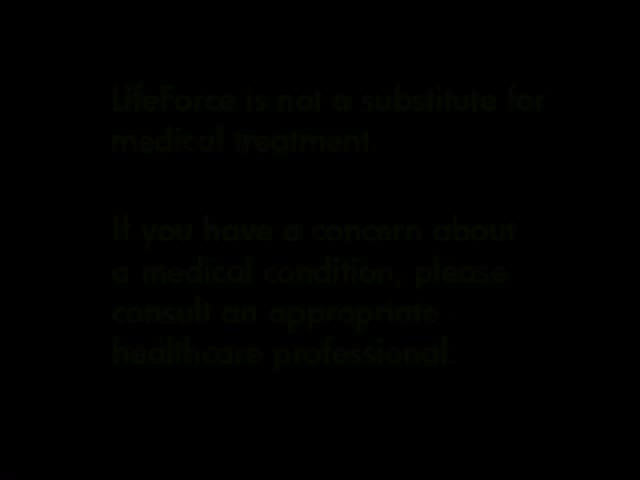 LifeForce is not a substitute for
medical treatment.
If you have a concern about
a medical condition, please
consult an appropriate
healthcare professional.